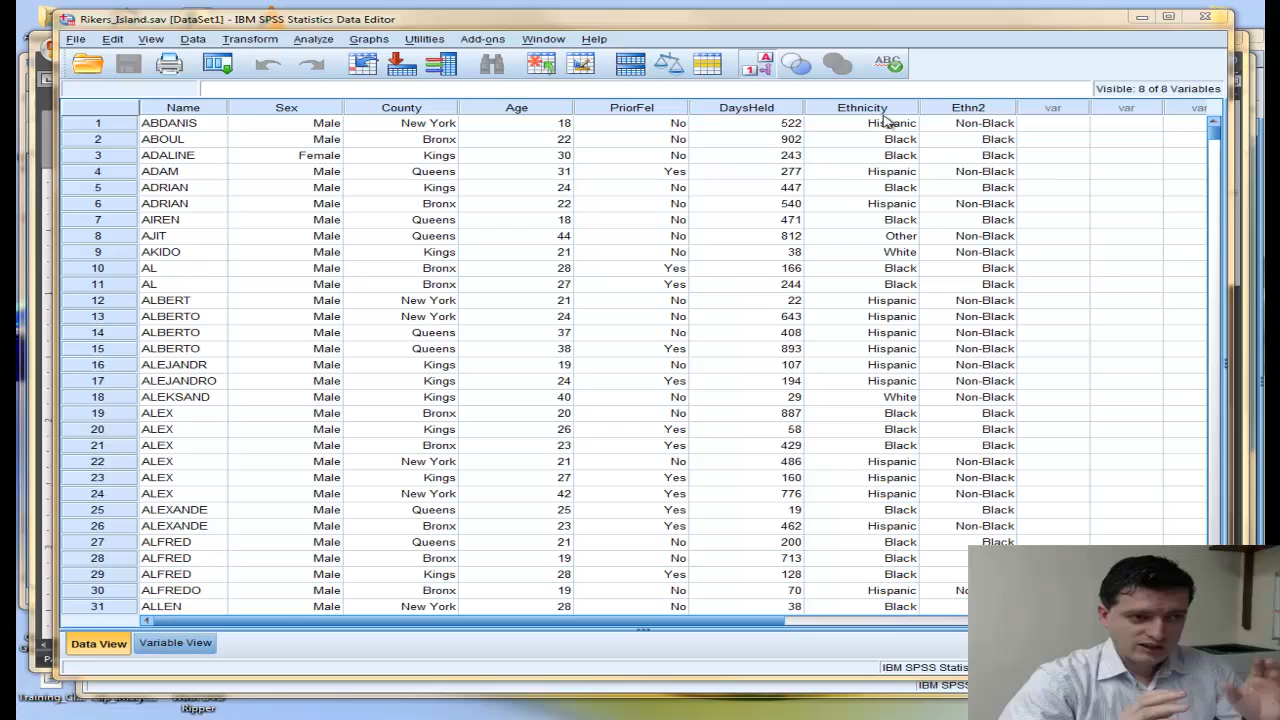 Rikers_Island.sav [DataSet1] - IBM SPSS Statistics Data Editor
File Edit View Data Transform Analyze Graphs Utilities Add-ons Window Help
Visible: 8 of 8 Variables
Name Sex County Age PriorFel DaysHeld Ethnicity Ethn2 var var var
1 ABDANIS Male New York 18 No 522 Hispanic Non-Black
2 ABOUL Male Bronx 22 No 902 Black Black
3 ADALINE Female Kings 30 No 243 Black Black
4 ADAM Male Queens 31 Yes 277 Hispanic Non-Black
5 ADRIAN Male Kings 24 No 447 Black Black
6 ADRIAN Male Bronx 22 No 540 Hispanic Non-Black
7 AIREN Male Queens 18 No 471 Black Black
8 AJIT Male Queens 44 No 812 Other Non-Black
9 AKIDO Male Kings 21 No 38 White Non-Black
10 AL Male Bronx 28 Yes 166 Black Black
11 AL Male Bronx 27 Yes 244 Black Black
12 ALBERT Male New York 21 No 22 Hispanic Non-Black
13 ALBERTO Male New York 24 No 643 Hispanic Non-Black
14 ALBERTO Male Queens 37 No 408 Hispanic Non-Black
15 ALBERTO Male Queens 38 Yes 893 Hispanic Non-Black
16 ALEJANDR Male Kings 19 No 107 Hispanic Non-Black
17 ALEJANDRO Male Kings 24 Yes 194 Hispanic Non-Black
18 ALEKSAND Male Kings 40 No 29 White Non-Black
19 ALEX Male Bronx 20 No 887 Black Black
20 ALEX Male Kings 26 Yes 58 Black Black
21 ALEX Male Bronx 23 Yes 429 Black Black
22 ALEX Male New York 21 No 486 Hispanic Non-Black
23 ALEX Male Kings 27 Yes 160 Hispanic Non-Black
24 ALEX Male New York 42 Yes 776 Hispanic Non-Black
25 ALEXANDE Male Queens 25 Yes 19 Black Black
26 ALEXANDE Male Bronx 23 Yes 462 Hispanic Non-Black
27 ALFRED Male Queens 21 No 200 Black Black
28 ALFRED Male Bronx 19 No 713 Black
29 ALFRED Male Kings 28 Yes 128 Black
30 ALFREDO Male Bronx 19 No 70 Hispanic
31 ALLEN Male New York 28 No 38 Black
Data View Variable View
IBM SPSS Statis
IBM SPS
Ripper